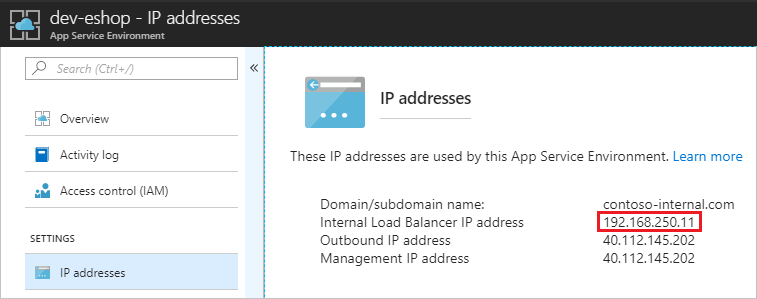 dev-eshop - IP addresses
App Service Environment
Search (Ctrl+/)
«
Overview
Activity log
Access control (IAM)
SETTINGS
IP addresses
IP addresses
These IP addresses are used by this App Service Environment. Learn more
Domain/subdomain name: contoso-internal.com
Internal Load Balancer IP address 192.168.250.11
Outbound IP address 40.112.145.202
Management IP address 40.112.145.202